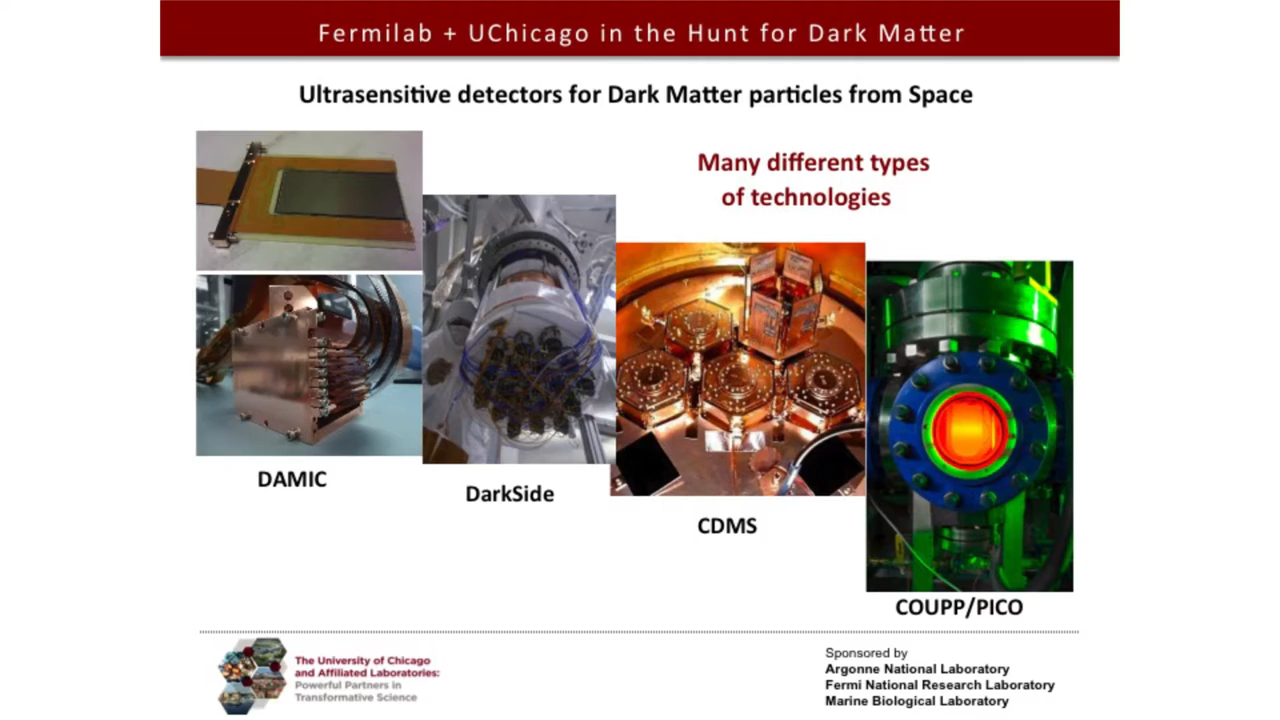 Fermilab + UChicago in the Hunt for Dark Matter
Ultrasensitive detectors for Dark Matter particles from Space
Many different types
of technologies
DAMIC
DarkSide
CDMS
COUPP/PICO
The University of Chicago
and Affiliated Laboratories:
Powerful Partners in
Transformative Science
Sponsored by
Argonne National Laboratory
Fermi National Research Laboratory
Marine Biological Laboratory